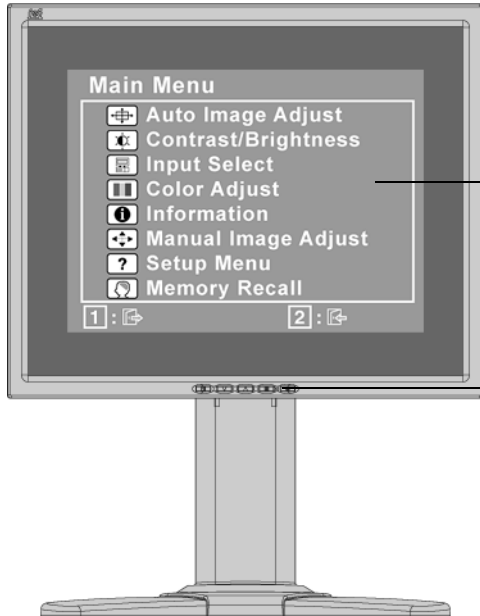 Main Menu
Auto Image Adjust
Contrast/Brightness
Input Select
Color Adjust
Information
Manual Image Adjust
? Setup Menu
Memory Recall
1 : 2 :